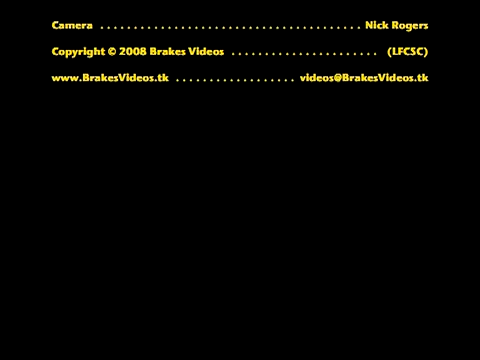 Camera . . . . . . . . . . . . . . . . . . . . . . . . . . . . . . . . . . . . . . . Nick Rogers
Copyright © 2008 Brakes Videos . . . . . . . . . . . . . . . . . . . . . . (LFCSC)
www.BrakesVideos.tk . . . . . . . . . . . . . . . . . . videos@BrakesVideos.tk